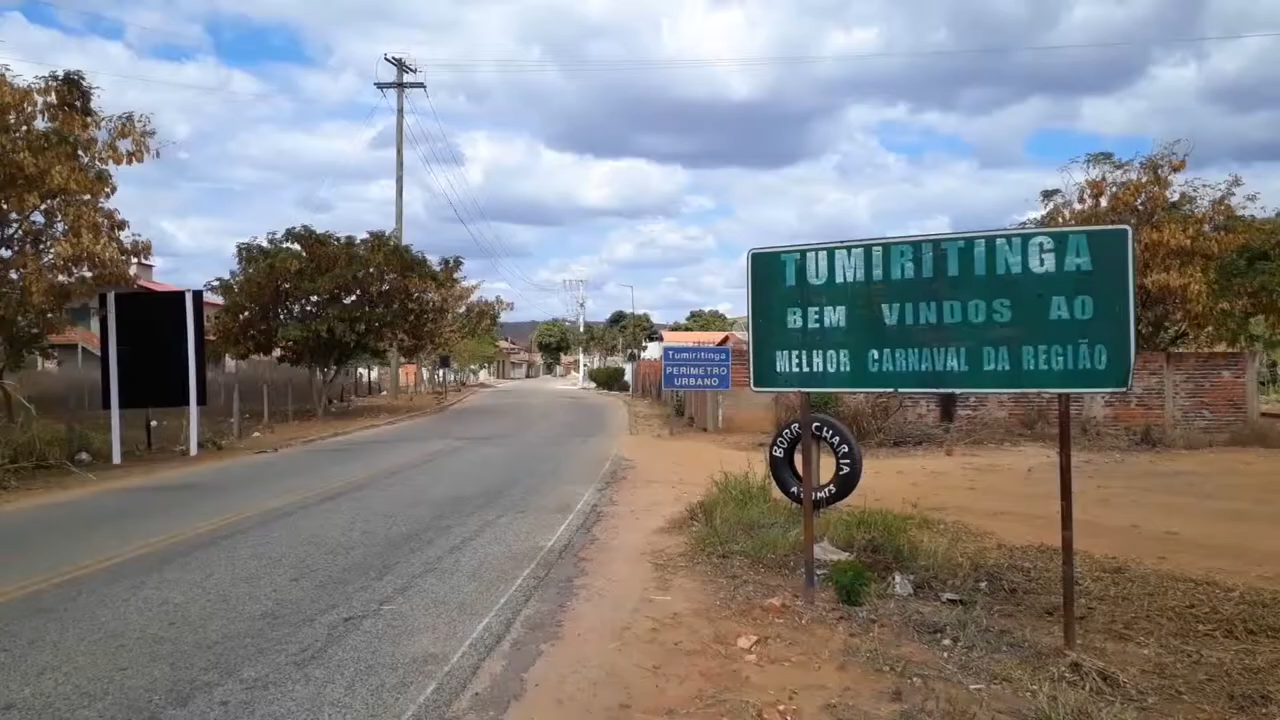 TUMIRITINGA
BEM VINDOS AO
MELHOR CARNAVAL DA REGIÃO
Tumiritinga
PERÍMETRO
URBANO
BORRACHARIA